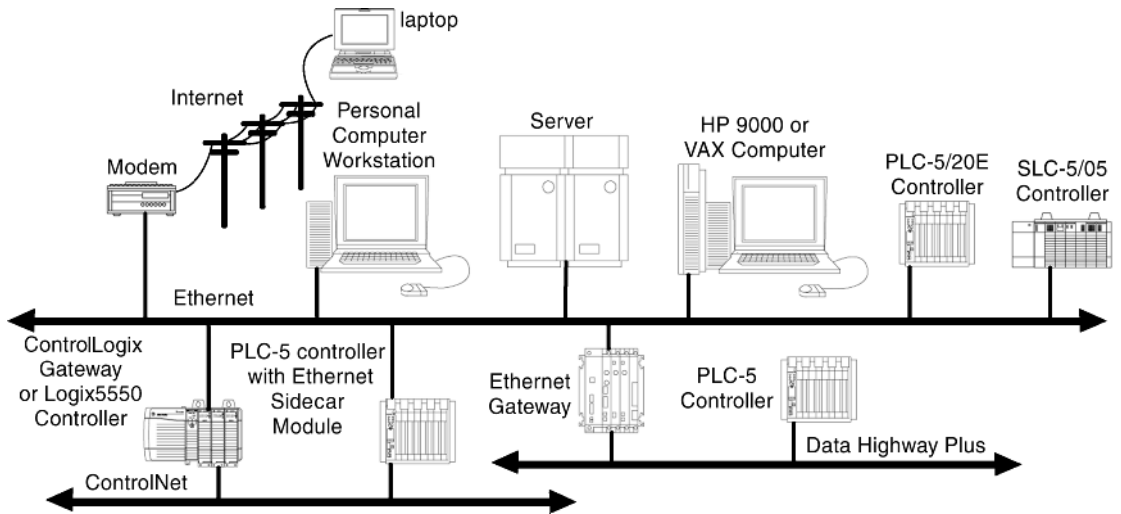 laptop
Internet
Modem
Personal
Computer
Workstation
Server
HP 9000 or
VAX Computer
PLC-5/20E
Controller
SLC-5/05
Controller
Ethernet
ControlLogix
Gateway
or Logix5550
Controller
PLC-5 controller
with Ethernet
Sidecar
Module
Ethernet
Gateway
PLC-5
Controller
Data Highway Plus
ControlNet